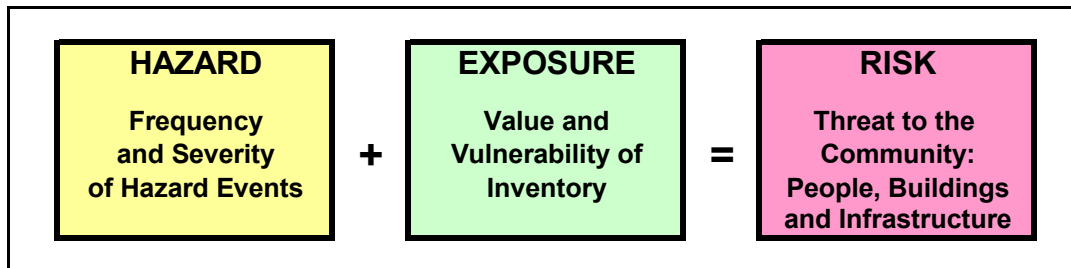 HAZARD
Frequency
and Severity
of Hazard Events
+
EXPOSURE
Value and
Vulnerability of
Inventory
=
RISK
Threat to the
Community:
People, Buildings
and Infrastructure